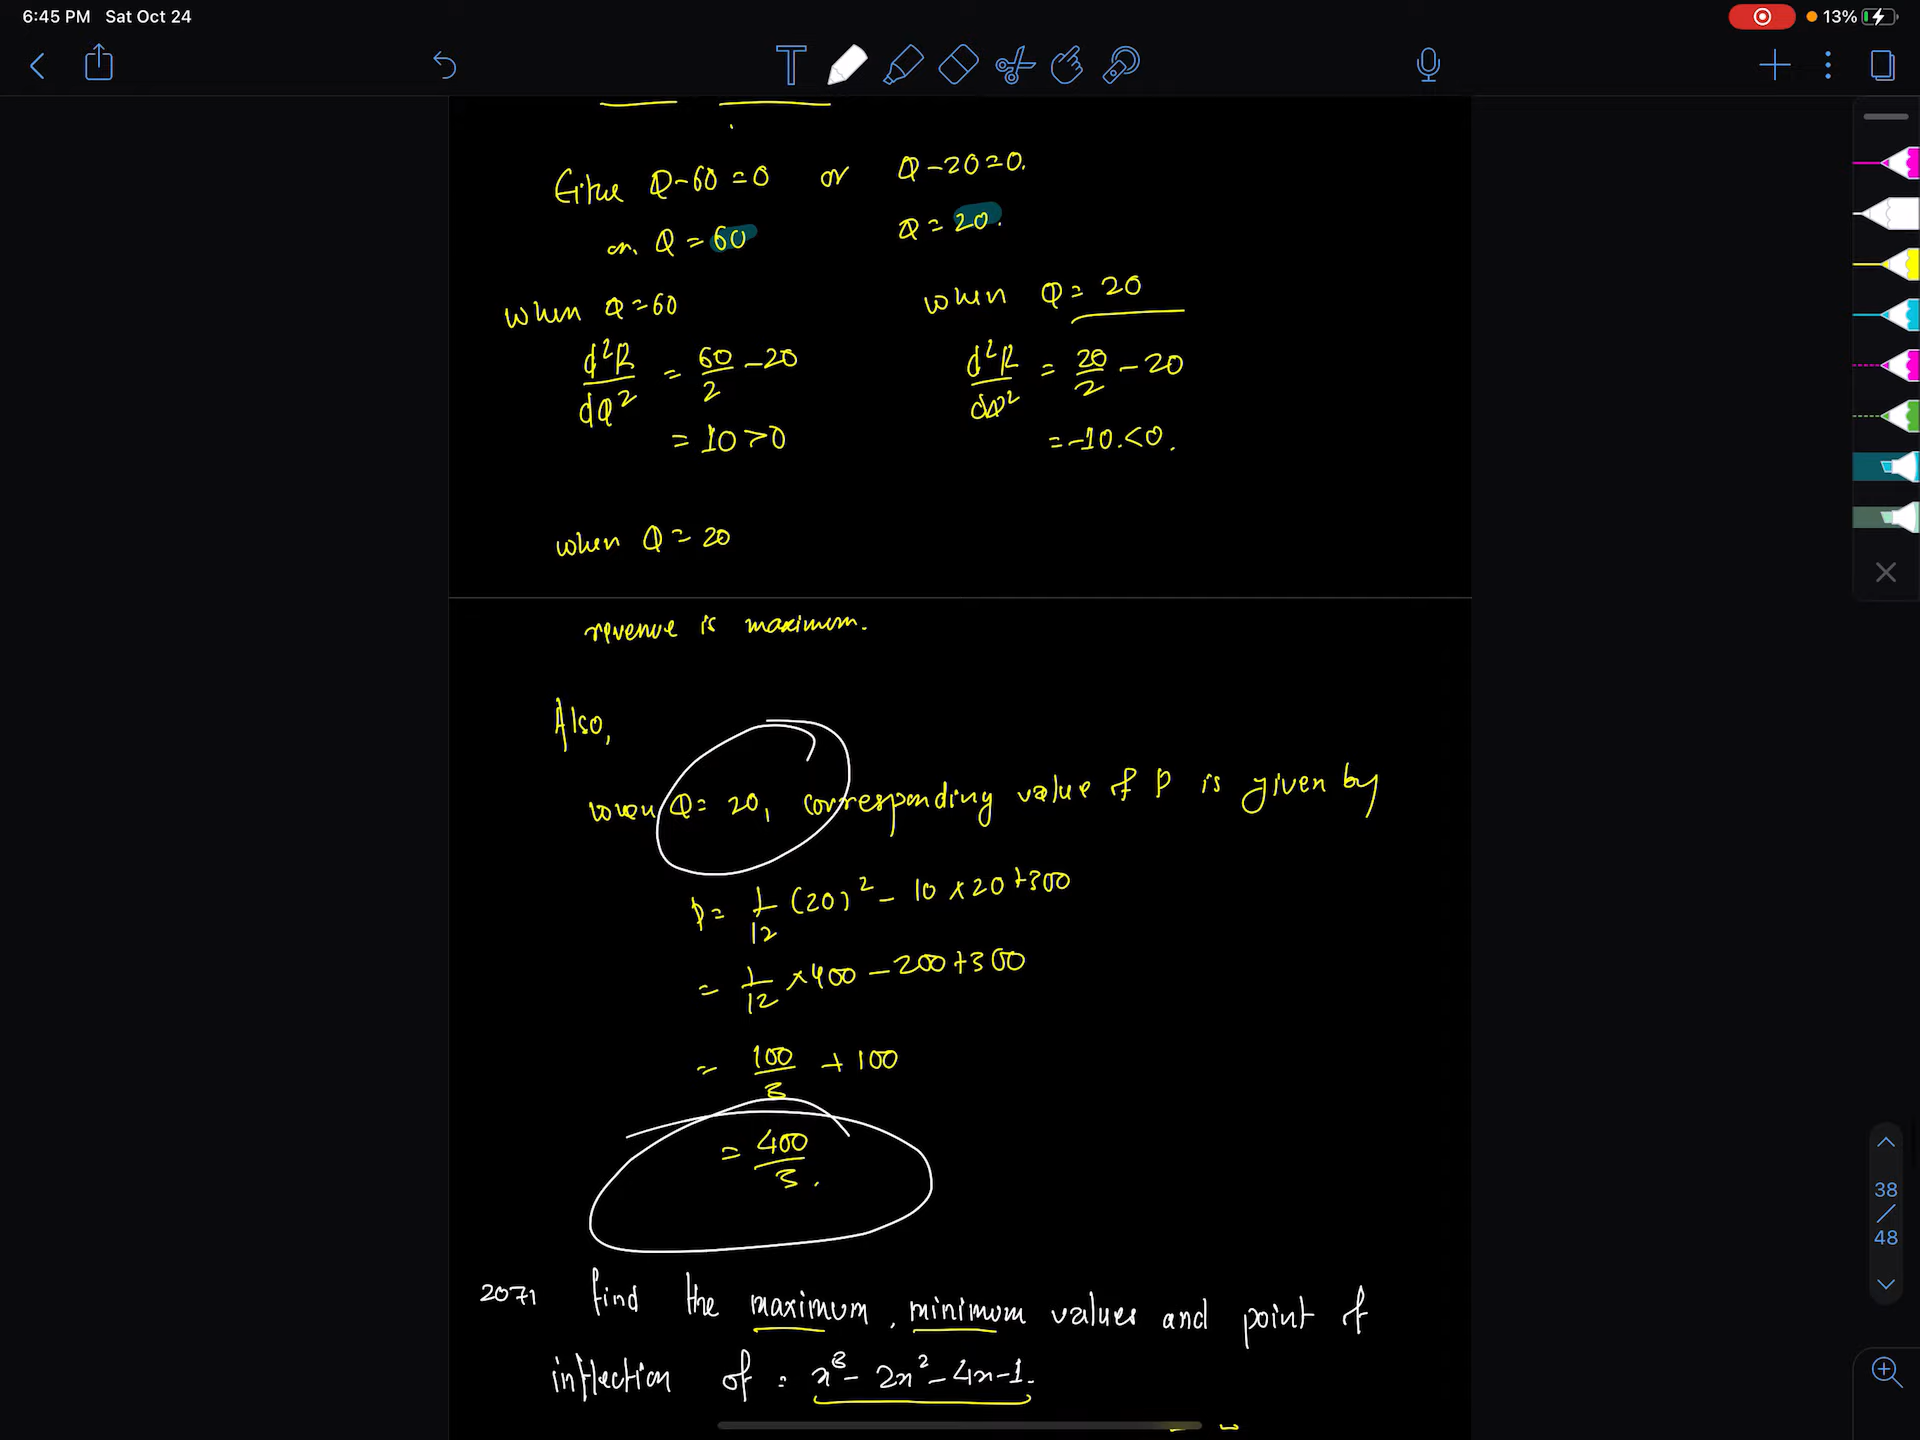 6:45 PM Sat Oct 24
13%
Either Q-60=0 or Q-20=0.
or, Q=60 Q=20.
when Q=60 when Q=20
d²R/dQ² = 60/2 -20 d²R/dQ² = 20/2 -20
=10>0 =-10.<0.
when Q=20
revenue is maximum.
Also,
when Q=20, corresponding value of P is given by
P= 1/12 (20)² - 10×20+300
= 1/12 ×400 -200+300
= 100/3 +100
= 400/3.
2071 find the maximum, minimum values and point of
inflection of = x³- 2x²-4x-1.
38
/
48